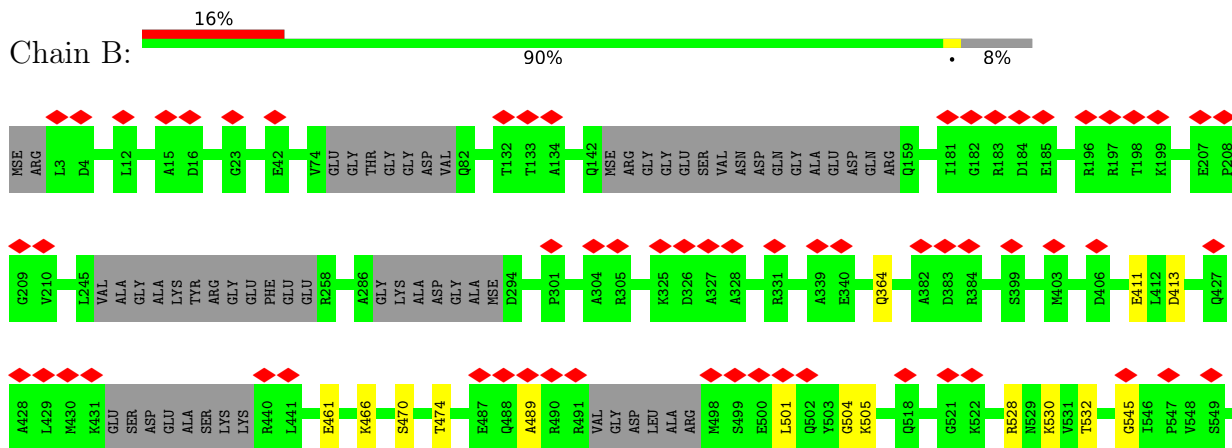 16%
Chain B:
90% • 8%
MSE ARG L3 D4 L12 A15 D16 G23 E42 V74 GLU GLY THR GLY GLY ASP VAL Q82 T132 T133 A134 Q142 MSE ARG GLY GLY GLU SER VAL ASN ASP GLN GLY ALA GLU ASP GLN ARG Q159 I181 G182 R183 D184 E185 R196 R197 T198 K199 E207 P208
G209 V210 L245 VAL ALA GLY ALA LYS TYR ARG GLY GLU PHE GLU GLU R258 A286 GLY LYS ALA ASP GLY ALA MSE D294 P301 A304 R305 K325 D326 A327 A328 R331 A339 E340 Q364 A382 D383 R384 S399 M403 D406 E411 L412 D413 Q427
A428 L429 M430 K431 GLU SER ASP GLU ALA SER LYS LYS R440 L441 E461 K466 S470 T474 E487 Q488 A489 R490 R491 VAL GLY ASP LEU ALA ARG M498 S499 E500 L501 Q502 Y503 G504 K505 Q518 G521 K522 R528 N529 K530 V531 T532 G545 I546 P547 V548 S549